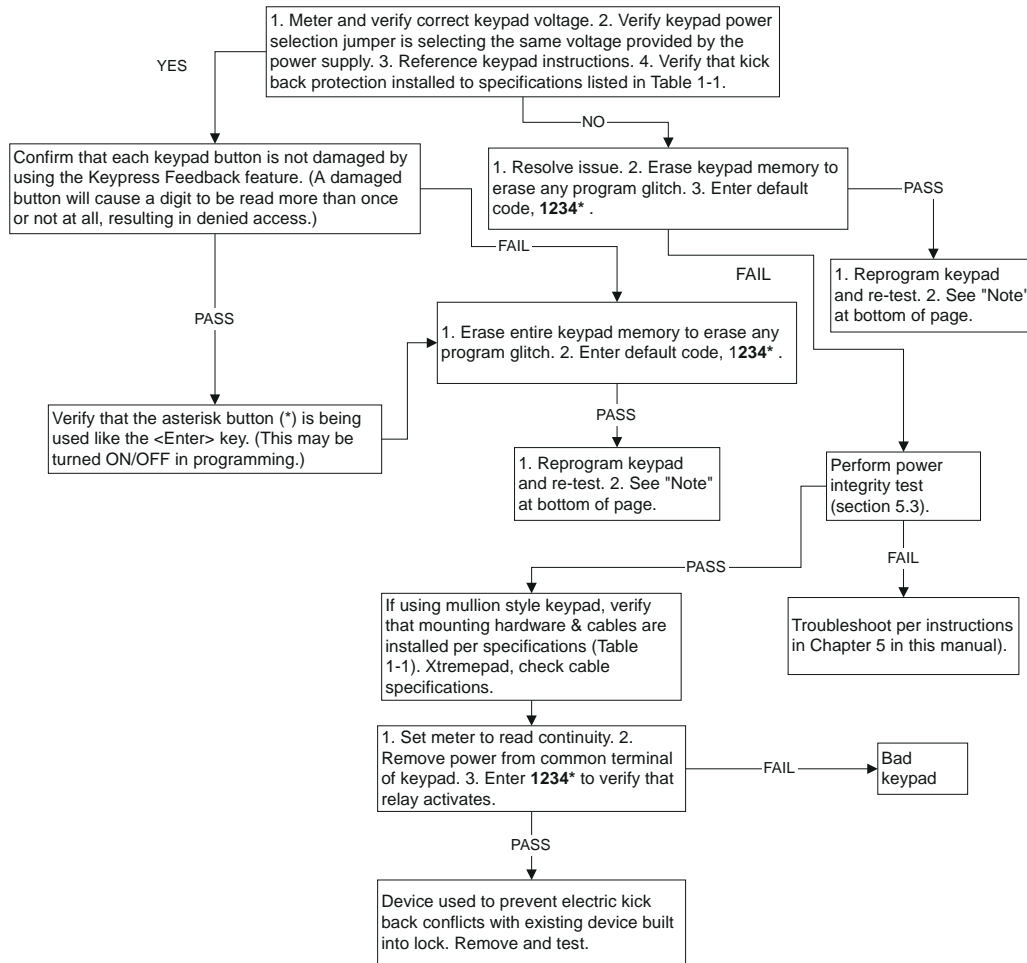 1. Meter and verify correct keypad voltage. 2. Verify keypad power
selection jumper is selecting the same voltage provided by the
power supply. 3. Reference keypad instructions. 4. Verify that kick
back protection installed to specifications listed in Table 1-1.
YES
NO
Confirm that each keypad button is not damaged by
using the Keypress Feedback feature. (A damaged
button will cause a digit to be read more than once
or not at all, resulting in denied access.)
1. Resolve issue. 2. Erase keypad memory to
erase any program glitch. 3. Enter default
code, 1234* .
PASS
FAIL
FAIL
1. Reprogram keypad
and re-test. 2. See "Note"
at bottom of page.
PASS
1. Erase entire keypad memory to erase any
program glitch. 2. Enter default code, 1234* .
Verify that the asterisk button (*) is being
used like the <Enter> key. (This may be
turned ON/OFF in programming.)
PASS
1. Reprogram keypad
and re-test. 2. See "Note"
at bottom of page.
Perform power
integrity test
(section 5.3).
PASS
FAIL
If using mullion style keypad, verify
that mounting hardware & cables are
installed per specifications (Table
1-1). Xtremepad, check cable
specifications.
Troubleshoot per instructions
in Chapter 5 in this manual).
1. Set meter to read continuity. 2.
Remove power from common terminal
of keypad. 3. Enter 1234* to verify that
relay activates.
FAIL
Bad
keypad
PASS
Device used to prevent electric kick
back conflicts with existing device built
into lock. Remove and test.